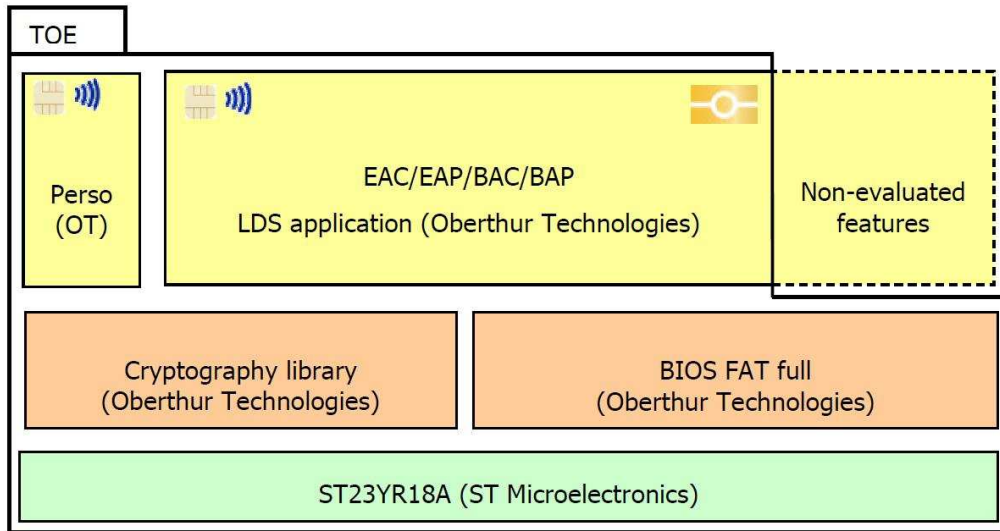 TOE
Perso
(OT)
EAC/EAP/BAC/BAP
LDS application (Oberthur Technologies)
Non-evaluated
features
Cryptography library
(Oberthur Technologies)
BIOS FAT full
(Oberthur Technologies)
ST23YR18A (ST Microelectronics)